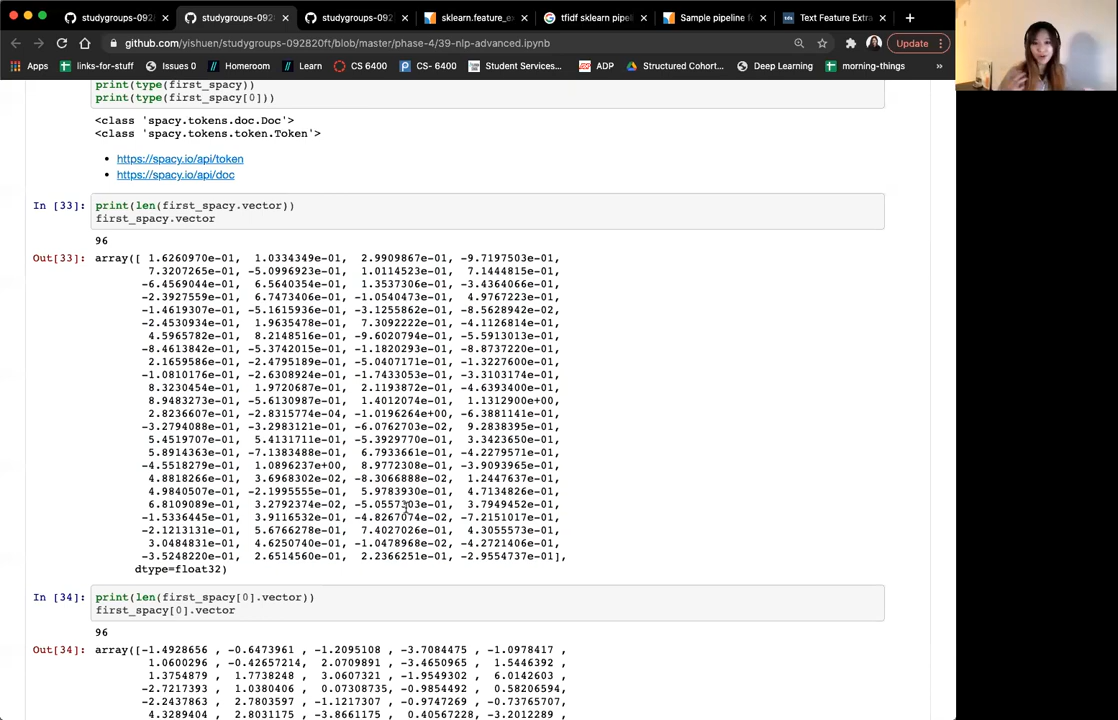 studygroups-092
studygroups-092
studygroups-092
sklearn.feature_ex
tfidf sklearn pipel
Sample pipeline fo
Text Feature Extra
github.com/yishuen/studygroups-092820ft/blob/master/phase-4/39-nlp-advanced.ipynb
Update
Apps
links-for-stuff
Issues 0
Homeroom
Learn
CS 6400
CS- 6400
Student Services...
ADP
Structured Cohort...
Deep Learning
morning-things
»
print(type(first_spacy))
print(type(first_spacy[0]))
<class 'spacy.tokens.doc.Doc'>
<class 'spacy.tokens.token.Token'>
• https://spacy.io/api/token
• https://spacy.io/api/doc
In [33]: print(len(first_spacy.vector))
first_spacy.vector
96
Out[33]: array([ 1.6260970e-01, 1.0334349e-01, 2.9909867e-01, -9.7197503e-01,
7.3207265e-01, -5.0996923e-01, 1.0114523e-01, 7.1444815e-01,
-6.4569044e-01, 6.5640354e-01, 1.3537306e-01, -3.4364066e-01,
-2.3927559e-01, 6.7473406e-01, -1.0540473e-01, 4.9767223e-01,
-1.4619307e-01, -5.1615936e-01, -3.1255862e-01, -8.5628942e-02,
-2.4530934e-01, 1.9635478e-01, 7.3092222e-01, -4.1126814e-01,
4.5965782e-01, 8.2148516e-01, -9.6020794e-01, -5.5913013e-01,
-8.4613842e-01, -5.3742015e-01, -1.1820293e-01, -8.8737220e-01,
2.1659586e-01, -2.4795189e-01, -5.0407171e-01, -1.3227600e-01,
-1.0810176e-01, -2.6308924e-01, -1.7433053e-01, -3.3103174e-01,
8.3230454e-01, 1.9720687e-01, 2.1193872e-01, -4.6393400e-01,
8.9483273e-01, -5.6130987e-01, 1.4012074e-01, 1.1312900e+00,
2.8236607e-01, -2.8315774e-04, -1.0196264e+00, -6.3881141e-01,
-3.2794088e-01, -3.2983121e-01, -6.0762703e-02, 9.2838395e-01,
5.4519707e-01, 5.4131711e-01, -5.3929770e-01, 3.3423650e-01,
5.8914363e-01, -7.1383488e-01, 6.7933661e-01, -4.2279571e-01,
-4.5518279e-01, 1.0896237e+00, 8.9772308e-01, -3.9093965e-01,
4.8818266e-01, 3.6968302e-02, -8.3066888e-02, 1.2447637e-01,
4.9840507e-01, -2.1995555e-01, 5.9783930e-01, 4.7134826e-01,
6.8109089e-01, 3.2792374e-02, -5.0557303e-01, 3.7949452e-01,
-1.5336445e-01, 3.9116532e-01, -4.8267074e-02, -7.2151017e-01,
-2.1213131e-01, 5.6766278e-01, 7.4027026e-01, 4.3055573e-01,
3.0484831e-01, 4.6250740e-01, -1.0478968e-02, -4.2721406e-01,
-3.5248220e-01, 2.6514560e-01, 2.2366251e-01, -2.9554737e-01],
dtype=float32)
In [34]: print(len(first_spacy[0].vector))
first_spacy[0].vector
96
Out[34]: array([-1.4928656 , -0.6473961 , -1.2095108 , -3.7084475 , -1.0978417 ,
1.0600296 , -0.42657214, 2.0709891 , -3.4650965 , 1.5446392 ,
1.3754879 , 1.7738248 , 3.0607321 , -1.9549302 , 6.0142603 ,
-2.7217393 , 1.0380406 , 0.07308735, -0.9854492 , 0.58206594,
-2.2437863 , 2.7803597 , -1.1217307 , -0.9747269 , -0.73765707,
4.3289404 , 2.8031175 , -3.8661175 , 0.40567228, -3.2012289 ,